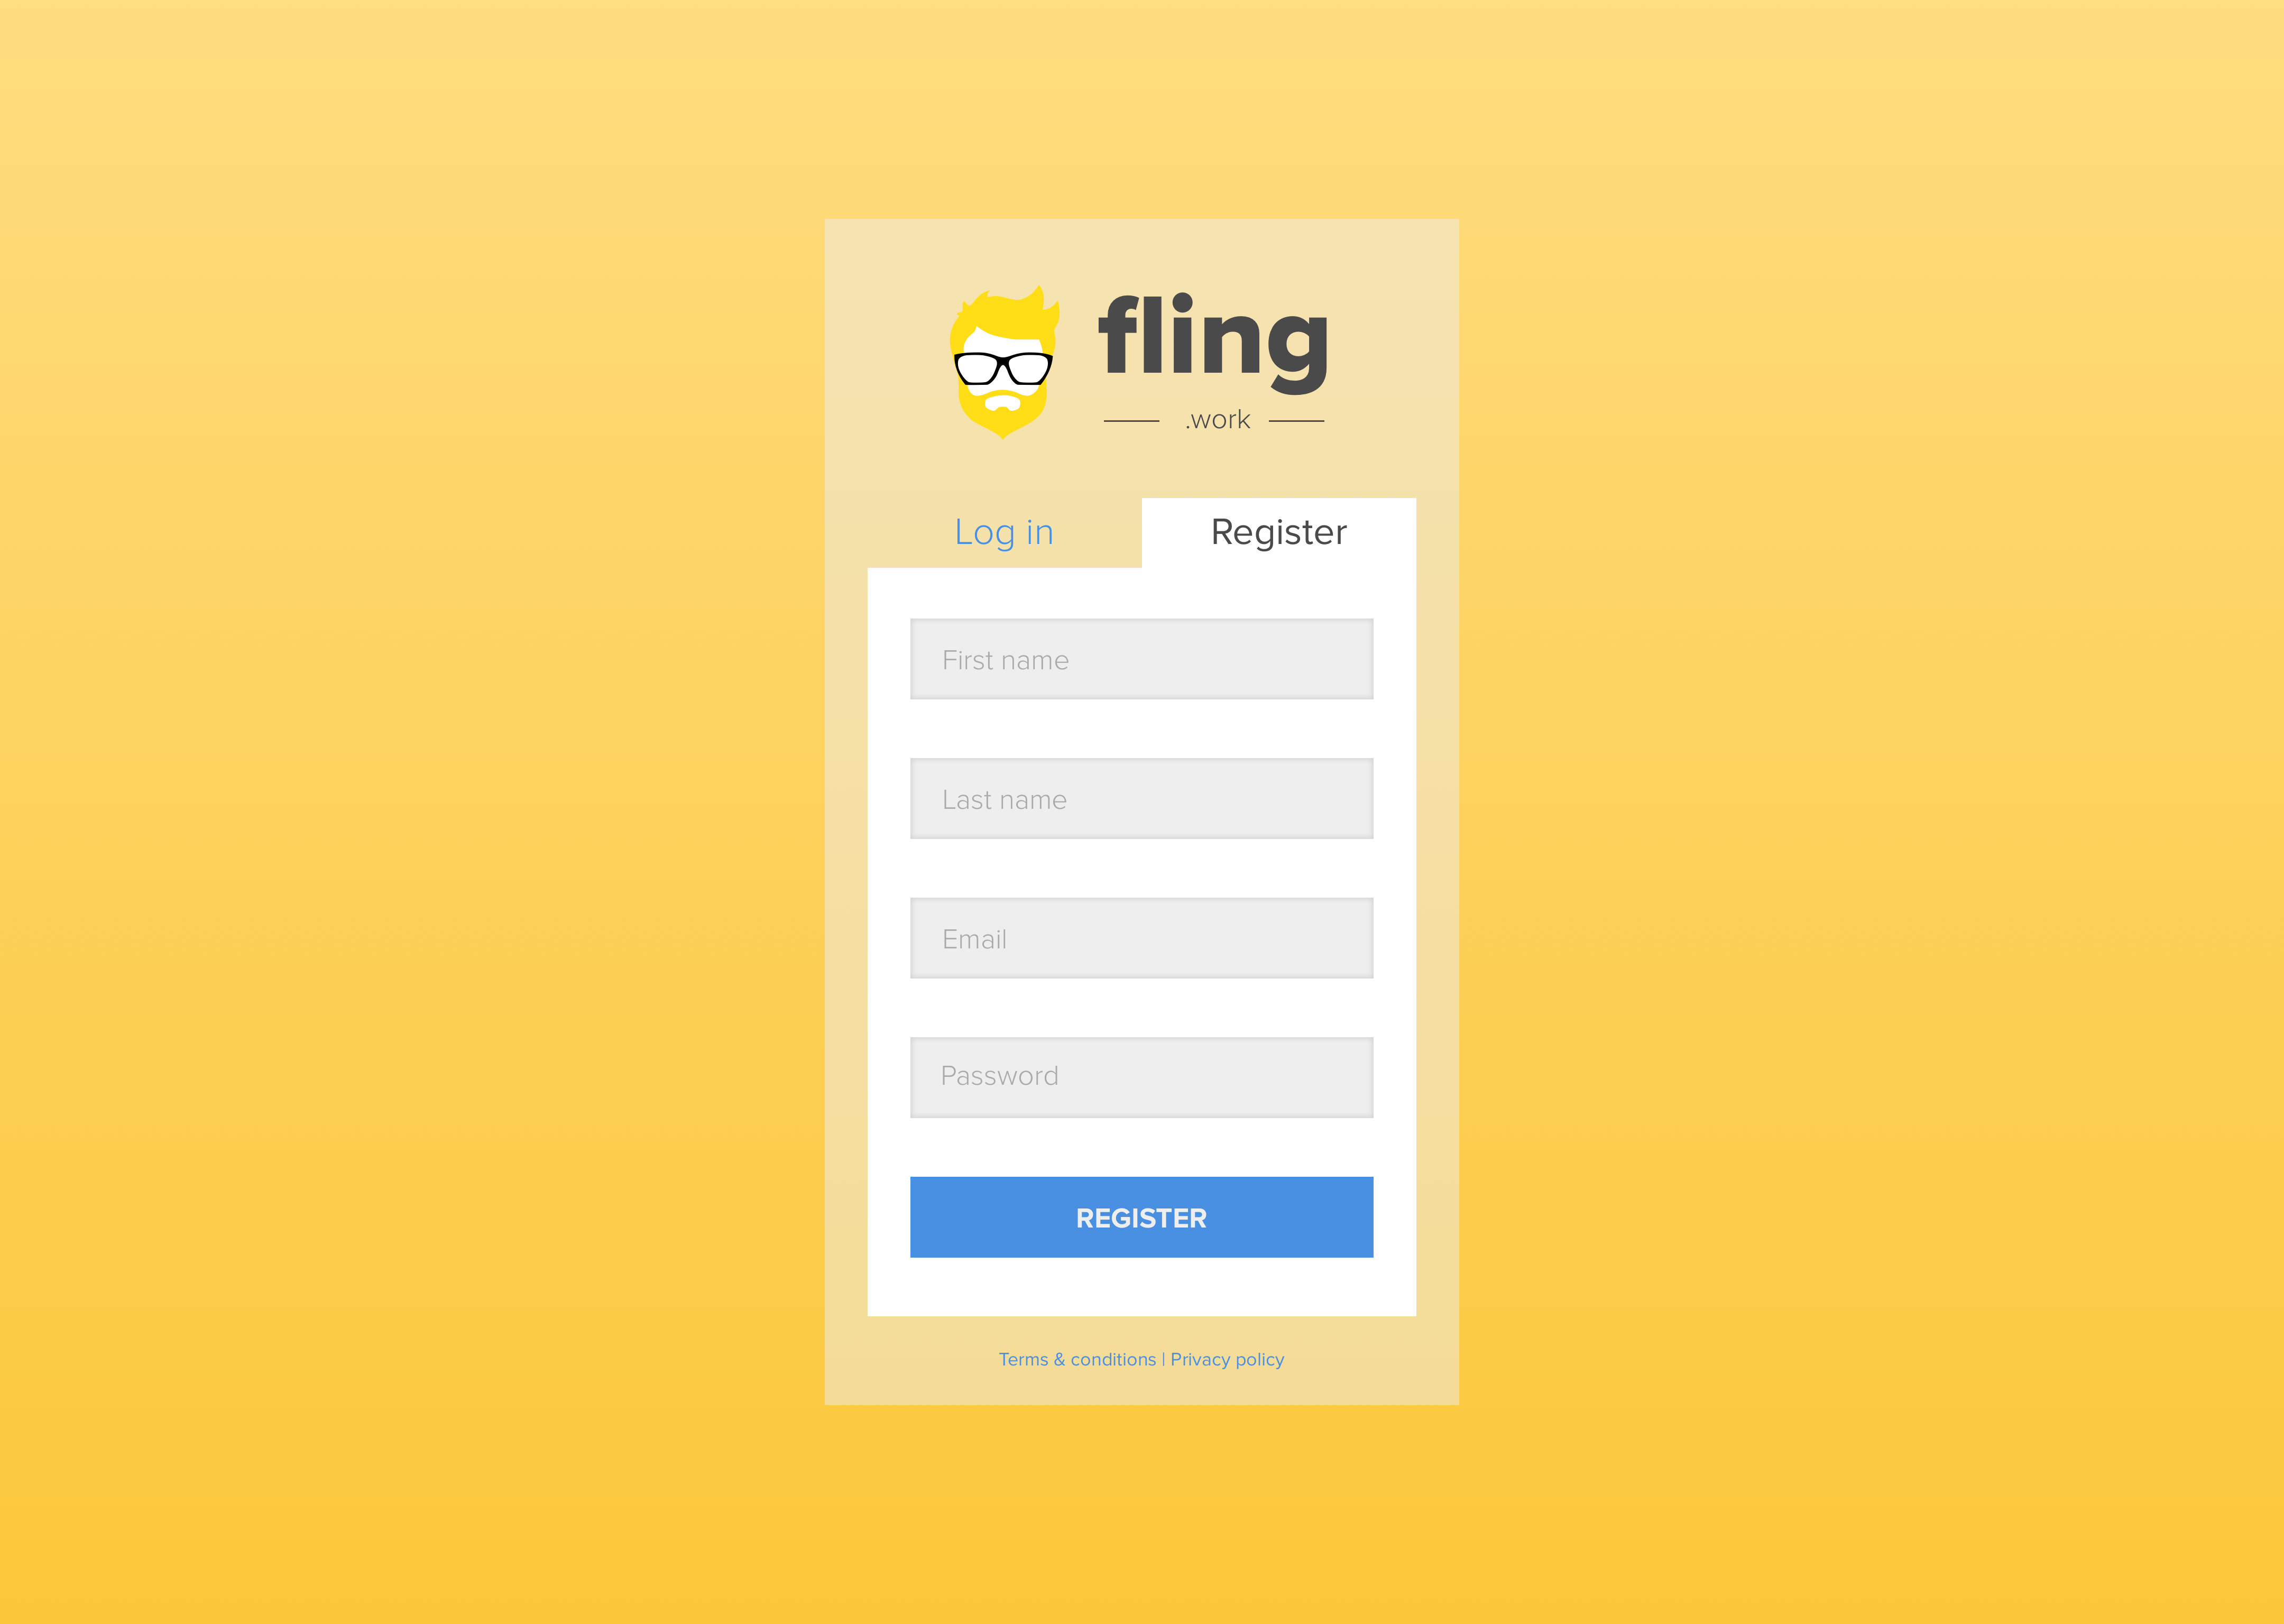 fling
.work
Log in
Register
First name
Last name
Email
Password
REGISTER
Terms & conditions | Privacy policy